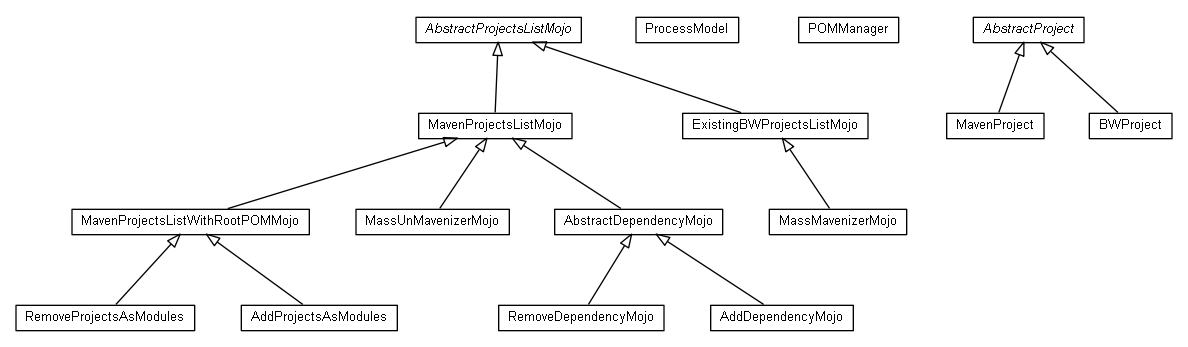 AbstractProjectsListMojo
ProcessModel
POMManager
AbstractProject
MavenProjectsListMojo
ExistingBWProjectsListMojo
MavenProject
BWProject
MavenProjectsListWithRootPOMMojo
MassUnMavenizerMojo
AbstractDependencyMojo
MassMavenizerMojo
RemoveProjectsAsModules
AddProjectsAsModules
RemoveDependencyMojo
AddDependencyMojo